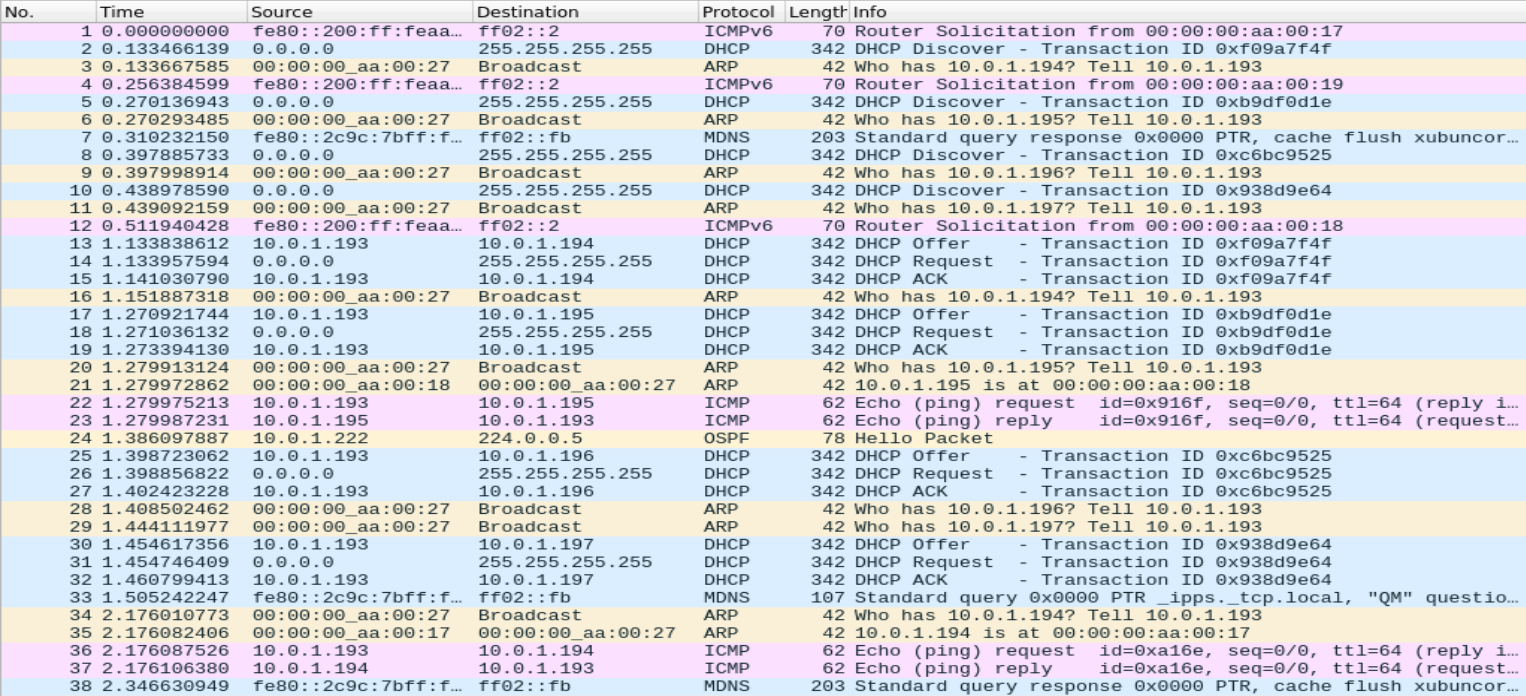 No. Time Source Destination Protocol Length Info
1 0.000000000 fe80::200:ff:feaa… ff02::2 ICMPv6 70 Router Solicitation from 00:00:00:aa:00:17
2 0.133466139 0.0.0.0 255.255.255.255 DHCP 342 DHCP Discover - Transaction ID 0xf09a7f4f
3 0.133667585 00:00:00_aa:00:27 Broadcast ARP 42 Who has 10.0.1.194? Tell 10.0.1.193
4 0.256384599 fe80::200:ff:feaa… ff02::2 ICMPv6 70 Router Solicitation from 00:00:00:aa:00:19
5 0.270136943 0.0.0.0 255.255.255.255 DHCP 342 DHCP Discover - Transaction ID 0xb9df0d1e
6 0.270293485 00:00:00_aa:00:27 Broadcast ARP 42 Who has 10.0.1.195? Tell 10.0.1.193
7 0.310232150 fe80::2c9c:7bff:f… ff02::fb MDNS 203 Standard query response 0x0000 PTR, cache flush xubuncor…
8 0.397885733 0.0.0.0 255.255.255.255 DHCP 342 DHCP Discover - Transaction ID 0xc6bc9525
9 0.397998914 00:00:00_aa:00:27 Broadcast ARP 42 Who has 10.0.1.196? Tell 10.0.1.193
10 0.438978590 0.0.0.0 255.255.255.255 DHCP 342 DHCP Discover - Transaction ID 0x938d9e64
11 0.439092159 00:00:00_aa:00:27 Broadcast ARP 42 Who has 10.0.1.197? Tell 10.0.1.193
12 0.511940428 fe80::200:ff:feaa… ff02::2 ICMPv6 70 Router Solicitation from 00:00:00:aa:00:18
13 1.133838612 10.0.1.193 10.0.1.194 DHCP 342 DHCP Offer - Transaction ID 0xf09a7f4f
14 1.133957594 0.0.0.0 255.255.255.255 DHCP 342 DHCP Request - Transaction ID 0xf09a7f4f
15 1.141030790 10.0.1.193 10.0.1.194 DHCP 342 DHCP ACK - Transaction ID 0xf09a7f4f
16 1.151887318 00:00:00_aa:00:27 Broadcast ARP 42 Who has 10.0.1.194? Tell 10.0.1.193
17 1.270921744 10.0.1.193 10.0.1.195 DHCP 342 DHCP Offer - Transaction ID 0xb9df0d1e
18 1.271036132 0.0.0.0 255.255.255.255 DHCP 342 DHCP Request - Transaction ID 0xb9df0d1e
19 1.273394130 10.0.1.193 10.0.1.195 DHCP 342 DHCP ACK - Transaction ID 0xb9df0d1e
20 1.279913124 00:00:00_aa:00:27 Broadcast ARP 42 Who has 10.0.1.195? Tell 10.0.1.193
21 1.279972862 00:00:00_aa:00:18 00:00:00_aa:00:27 ARP 42 10.0.1.195 is at 00:00:00:aa:00:18
22 1.279975213 10.0.1.193 10.0.1.195 ICMP 62 Echo (ping) request id=0x916f, seq=0/0, ttl=64 (reply i…
23 1.279987231 10.0.1.195 10.0.1.193 ICMP 62 Echo (ping) reply id=0x916f, seq=0/0, ttl=64 (request…
24 1.386097887 10.0.1.222 224.0.0.5 OSPF 78 Hello Packet
25 1.398723062 10.0.1.193 10.0.1.196 DHCP 342 DHCP Offer - Transaction ID 0xc6bc9525
26 1.398856822 0.0.0.0 255.255.255.255 DHCP 342 DHCP Request - Transaction ID 0xc6bc9525
27 1.402423228 10.0.1.193 10.0.1.196 DHCP 342 DHCP ACK - Transaction ID 0xc6bc9525
28 1.408502462 00:00:00_aa:00:27 Broadcast ARP 42 Who has 10.0.1.196? Tell 10.0.1.193
29 1.444111977 00:00:00_aa:00:27 Broadcast ARP 42 Who has 10.0.1.197? Tell 10.0.1.193
30 1.454617356 10.0.1.193 10.0.1.197 DHCP 342 DHCP Offer - Transaction ID 0x938d9e64
31 1.454746409 0.0.0.0 255.255.255.255 DHCP 342 DHCP Request - Transaction ID 0x938d9e64
32 1.460799413 10.0.1.193 10.0.1.197 DHCP 342 DHCP ACK - Transaction ID 0x938d9e64
33 1.505242247 fe80::2c9c:7bff:f… ff02::fb MDNS 107 Standard query 0x0000 PTR _ipps._tcp.local, "QM" questio…
34 2.176010773 00:00:00_aa:00:27 Broadcast ARP 42 Who has 10.0.1.194? Tell 10.0.1.193
35 2.176082406 00:00:00_aa:00:17 00:00:00_aa:00:27 ARP 42 10.0.1.194 is at 00:00:00:aa:00:17
36 2.176087526 10.0.1.193 10.0.1.194 ICMP 62 Echo (ping) request id=0xa16e, seq=0/0, ttl=64 (reply i…
37 2.176106380 10.0.1.194 10.0.1.193 ICMP 62 Echo (ping) reply id=0xa16e, seq=0/0, ttl=64 (request…
38 2.346630949 fe80::2c9c:7bff:f… ff02::fb MDNS 203 Standard query response 0x0000 PTR, cache flush xubuncor…